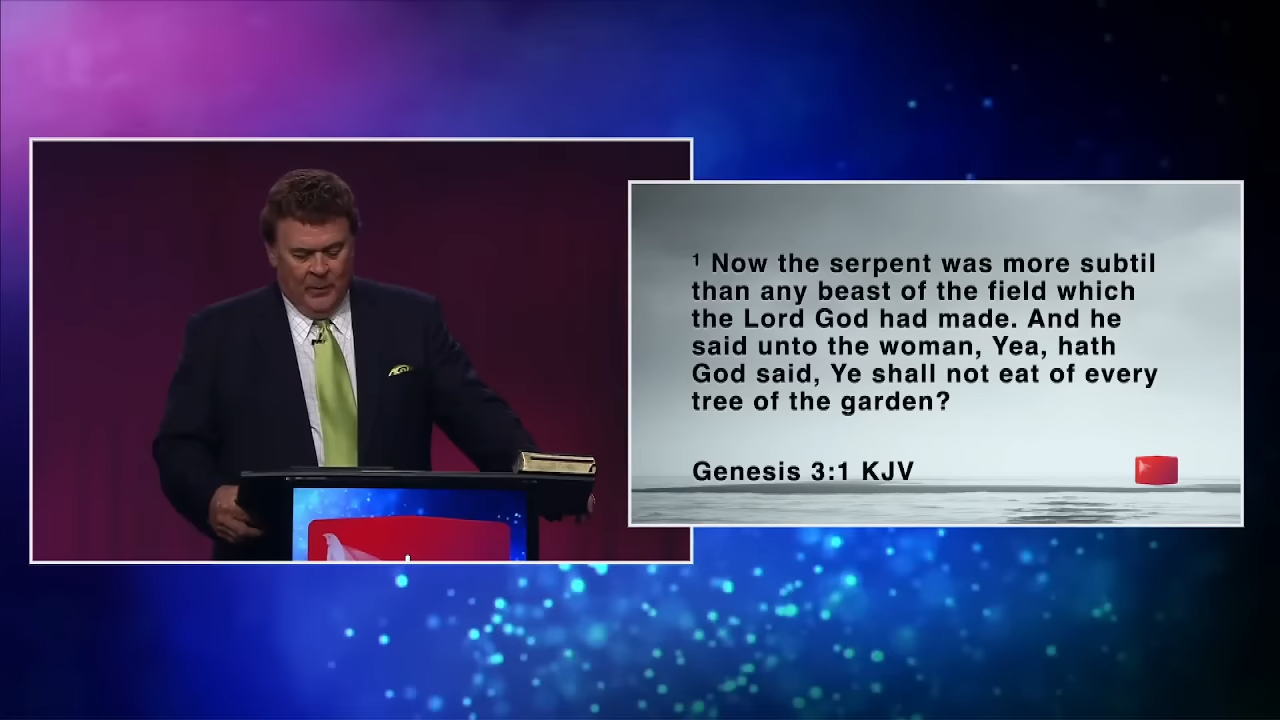 ¹ Now the serpent was more subtil
than any beast of the field which
the Lord God had made. And he
said unto the woman, Yea, hath
God said, Ye shall not eat of every
tree of the garden?
Genesis 3:1 KJV